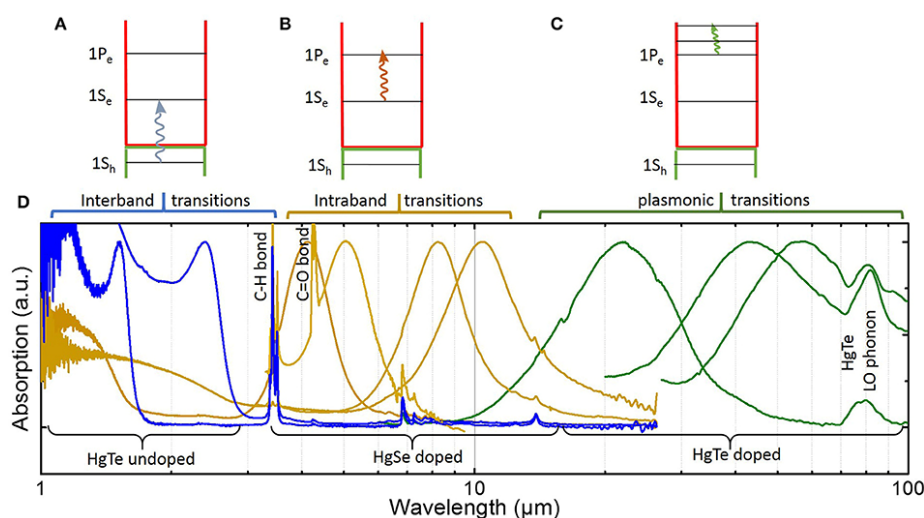 A
B
C
1Pe
1Se
1Sh
1Pe
1Se
1Sh
1Pe
1Se
1Sh
D
Interband transitions
Intraband transitions
plasmonic transitions
C-H bond
C=O bond
HgTe
LO phonon
Absorption (a.u.)
HgTe undoped
HgSe doped
HgTe doped
1
10
100
Wavelength (µm)